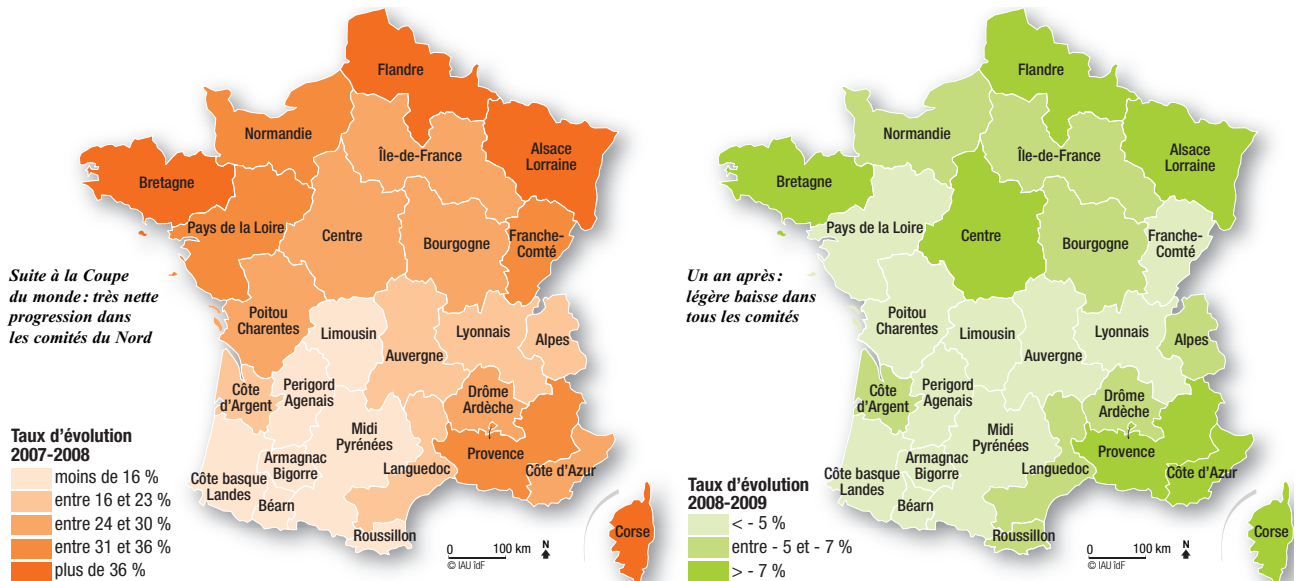 Flandre
Normandie
Île-de-France
Alsace
Lorraine
Bretagne
Pays de la Loire
Centre
Bourgogne
Franche-
Comté
Suite à la Coupe
du monde : très nette
progression dans
les comités du Nord
Poitou
Charentes
Limousin
Lyonnais
Alpes
Auvergne
Côte
d'Argent
Perigord
Agenais
Drôme
Ardèche
Midi
Pyrénées
Provence
Côte d'Azur
Languedoc
Armagnac
Bigorre
Côte basque
Landes
Béarn
Roussillon
Corse
Taux d'évolution
2007-2008
moins de 16 %
entre 16 et 23 %
entre 24 et 30 %
entre 31 et 36 %
plus de 36 %
0 100 km N
© IAU îdF
Flandre
Normandie
Île-de-France
Alsace
Lorraine
Bretagne
Pays de la Loire
Centre
Bourgogne
Franche-
Comté
Un an après :
légère baisse dans
tous les comités
Poitou
Charentes
Limousin
Lyonnais
Alpes
Auvergne
Côte
d'Argent
Perigord
Agenais
Drôme
Ardèche
Midi
Pyrénées
Provence
Côte d'Azur
Languedoc
Armagnac
Bigorre
Côte basque
Landes
Béarn
Roussillon
Corse
Taux d'évolution
2008-2009
< - 5 %
entre - 5 et - 7 %
> - 7 %
0 100 km N
© IAU îdF